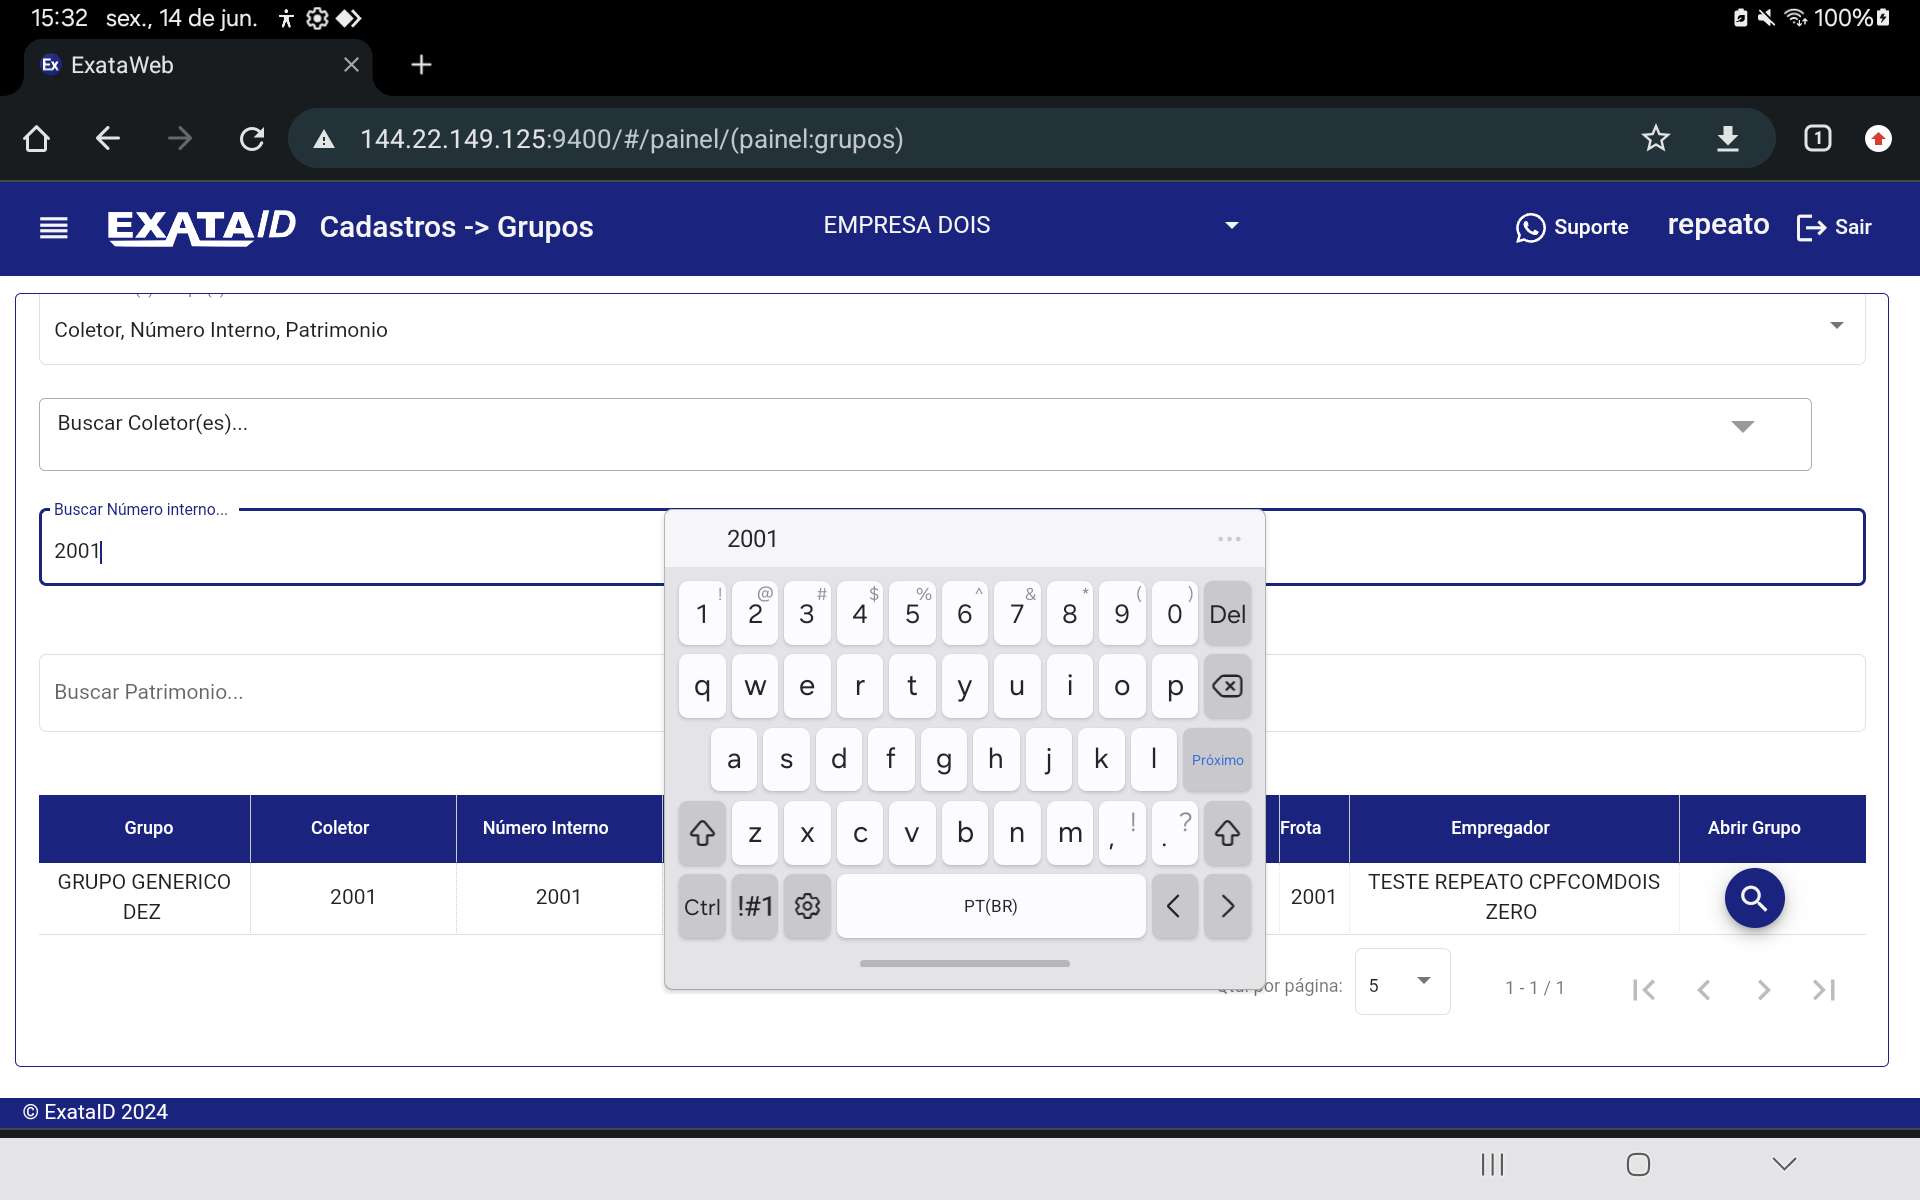 15:32 sex., 14 de jun. 100%
Ex ExataWeb
144.22.149.125:9400/#/painel/(painel:grupos) 1
EXATAID Cadastros -> Grupos EMPRESA DOIS Suporte repeato Sair
Coletor, Número Interno, Patrimonio
Buscar Coletor(es)...
Buscar Número interno...
2001
2001
! @ # $ % ^ & * ( )
1 2 3 4 5 6 7 8 9 0 Del
q w e r t y u i o p
Buscar Patrimonio...
a s d f g h j k l Próximo
z x c v b n m , ! . ?
Ctrl !#1 PT(BR)
Grupo Coletor Número Interno Frota Empregador Abrir Grupo
GRUPO GENERICO DEZ 2001 2001 2001 TESTE REPEATO CPFCOMDOIS ZERO
por página: 5 1 - 1 / 1
© ExataID 2024